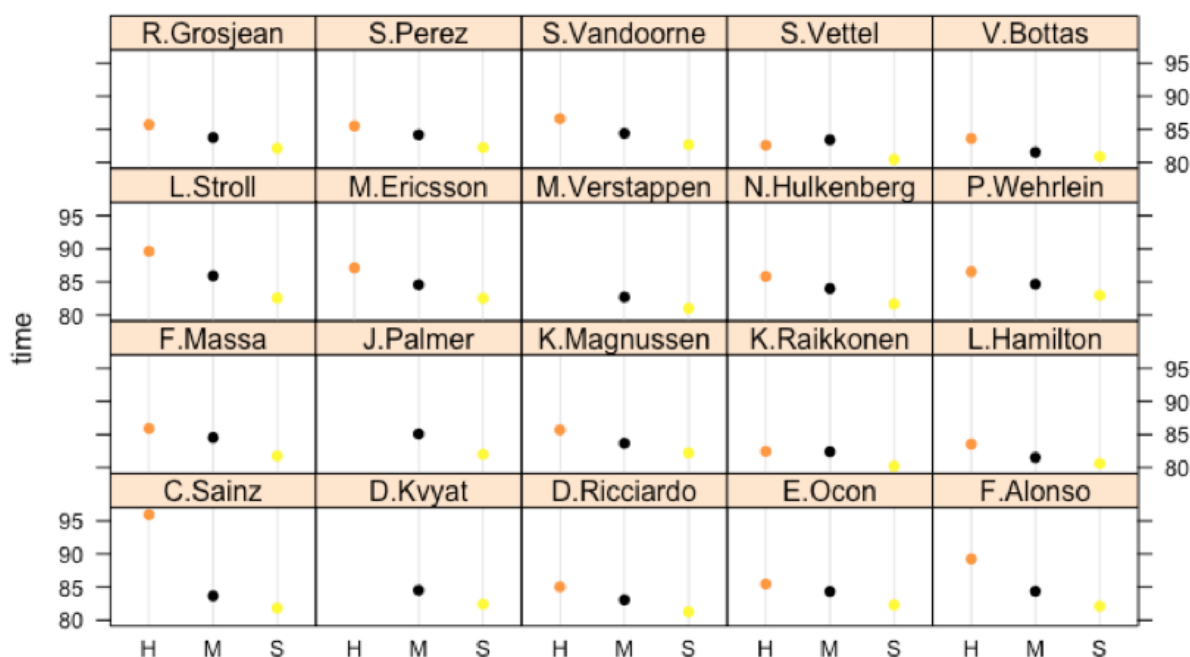 R.Grosjean S.Perez S.Vandoorne S.Vettel V.Bottas
95
90
85
80
L.Stroll M.Ericsson M.Verstappen N.Hulkenberg P.Wehrlein
95
90
85
80
time
F.Massa J.Palmer K.Magnussen K.Raikkonen L.Hamilton
95
90
85
80
C.Sainz D.Kvyat D.Ricciardo E.Ocon F.Alonso
95
90
85
80
H M S H M S H M S H M S H M S